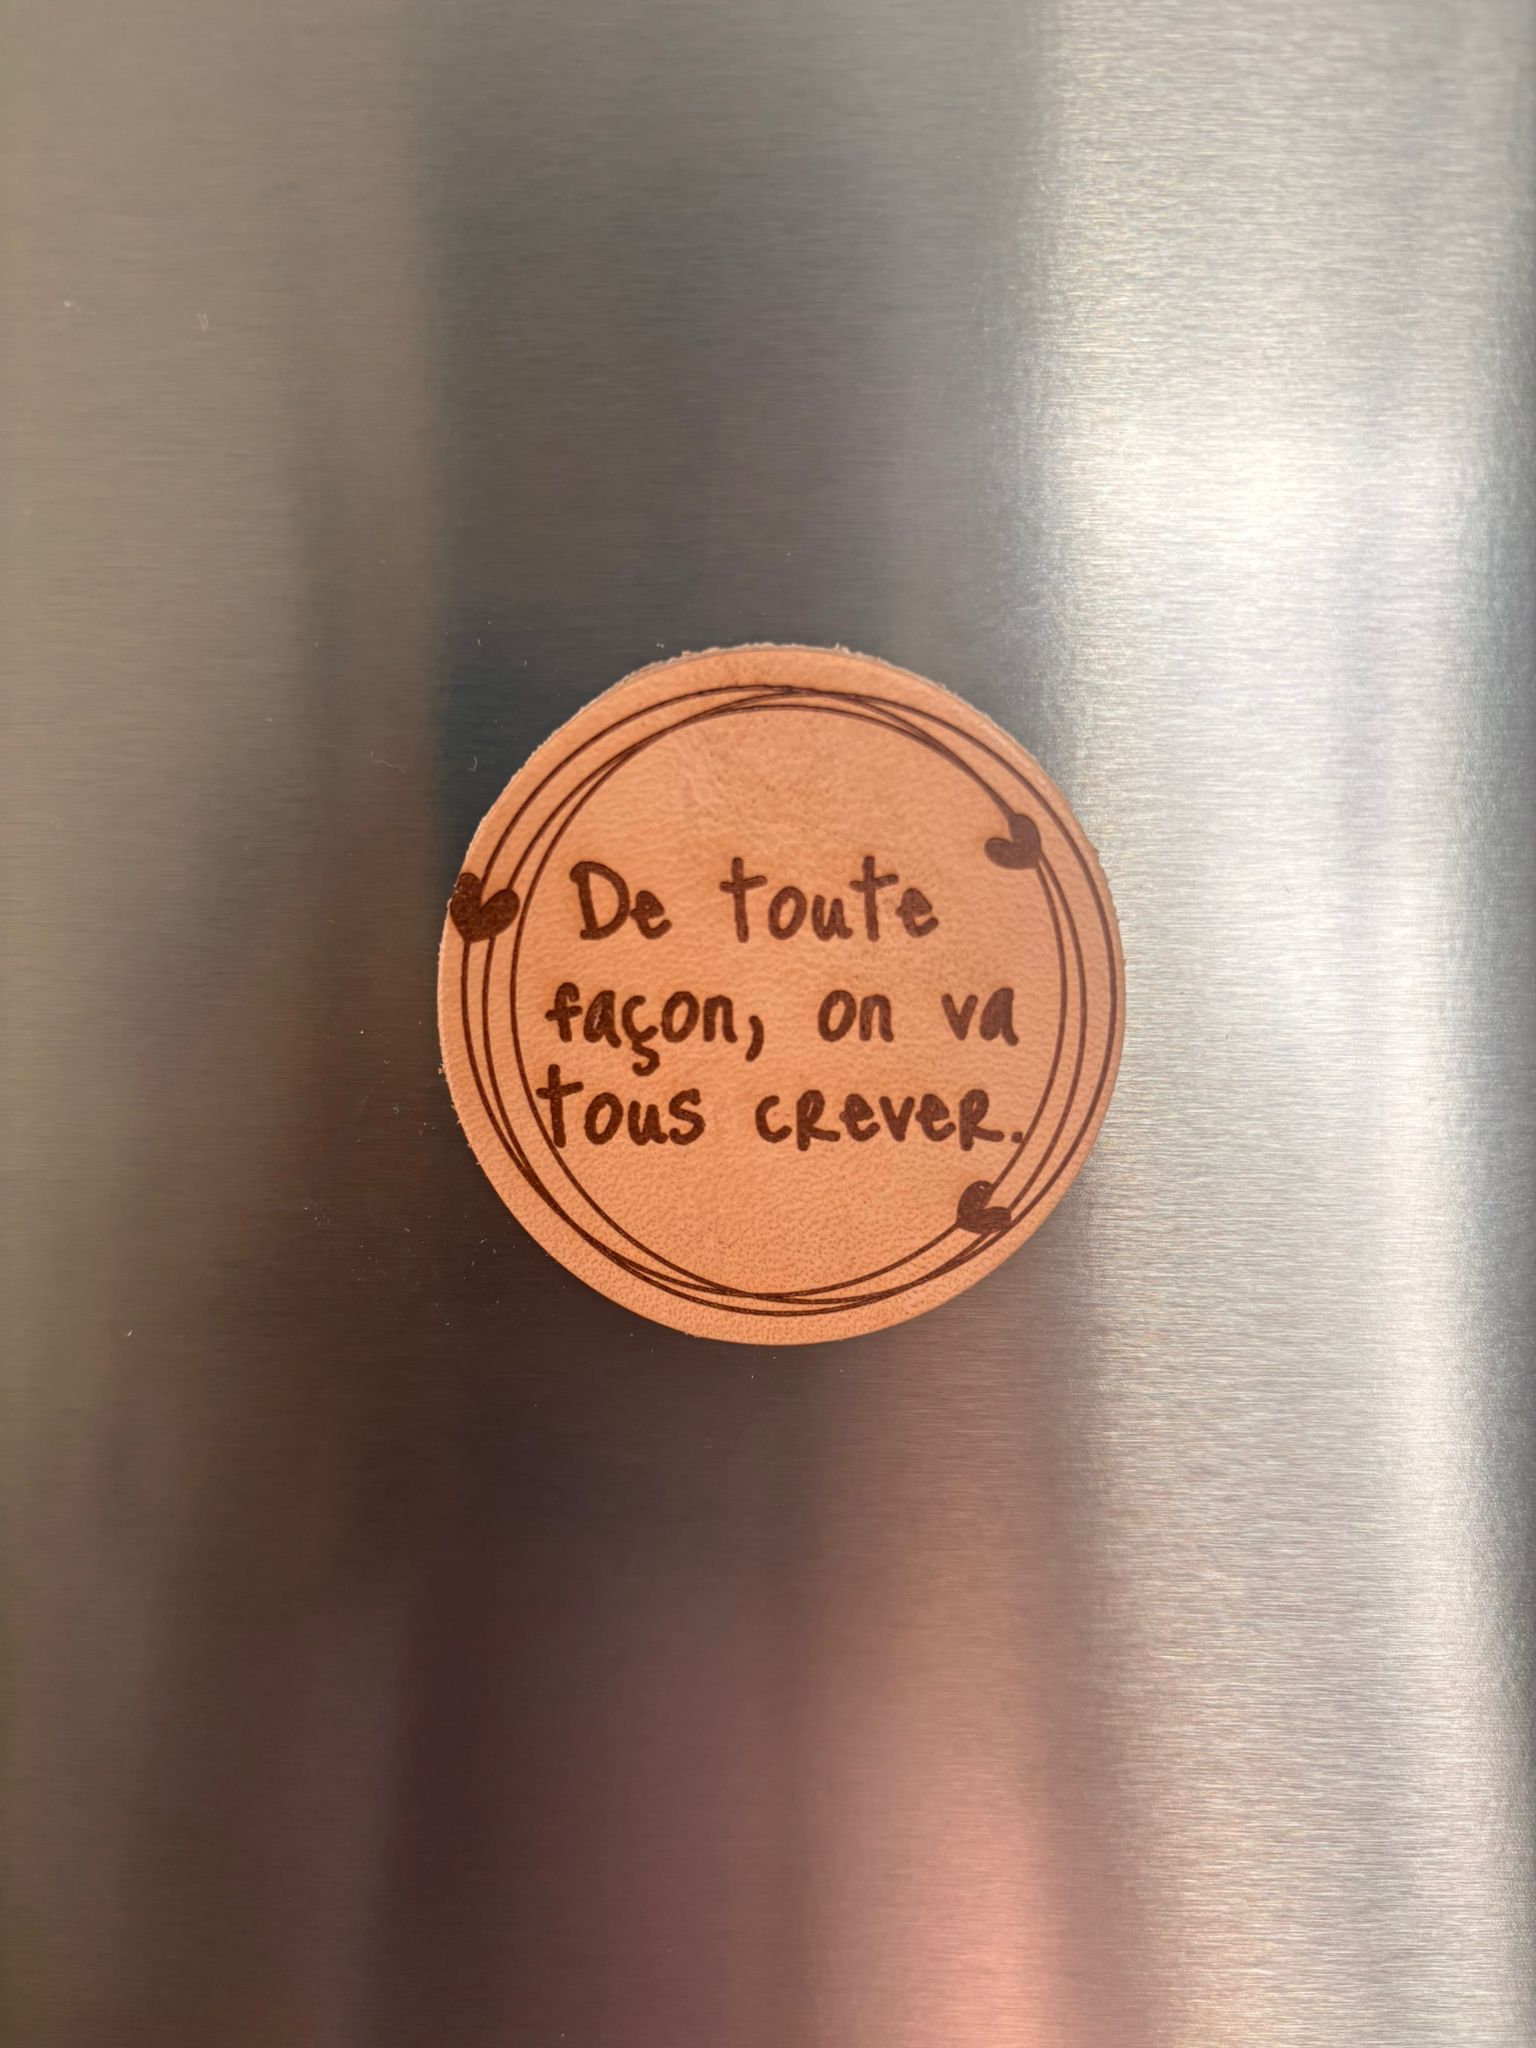 De toute
façon, on va
tous crever.